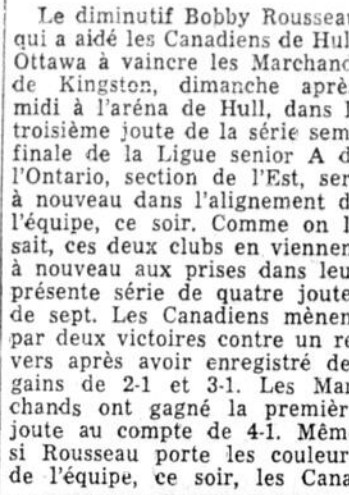 Le diminutif Bobby Rousseau
qui a aidé les Canadiens de Hull
Ottawa à vaincre les Marchand
de Kingston, dimanche aprè
midi à l'aréna de Hull, dans l
troisième joute de la série sem
finale de la Ligue senior A d
l'Ontario, section de l'Est, ser
à nouveau dans l'alignement d
l'équipe, ce soir. Comme on l
sait, ces deux clubs en viennen
à nouveau aux prises dans leu
présente série de quatre joute
de sept. Les Canadiens mènen
par deux victoires contre un re
vers après avoir enregistré de
gains de 2-1 et 3-1. Les Mar
chands ont gagné la premièr
joute au compte de 4-1. Mêm
si Rousseau porte les couleur
de l'équipe, ce soir, les Cana